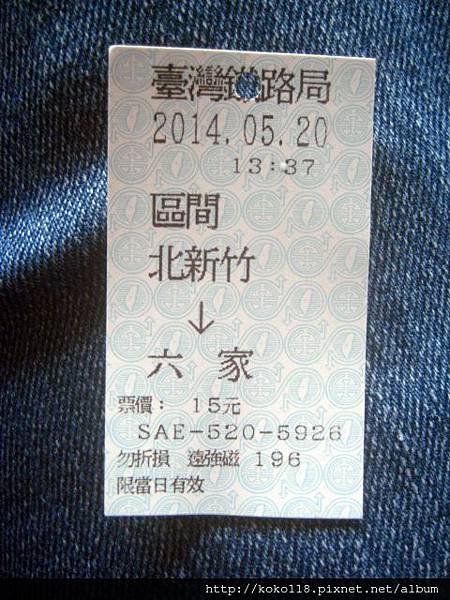 臺灣鐵路局
2014.05.20
13:37
區間
北新竹
↓
六 家
票價： 15元
SAE-520-5926
勿折損 遠強磁 196
限當日有效
http://koko118.pixnet.net/album